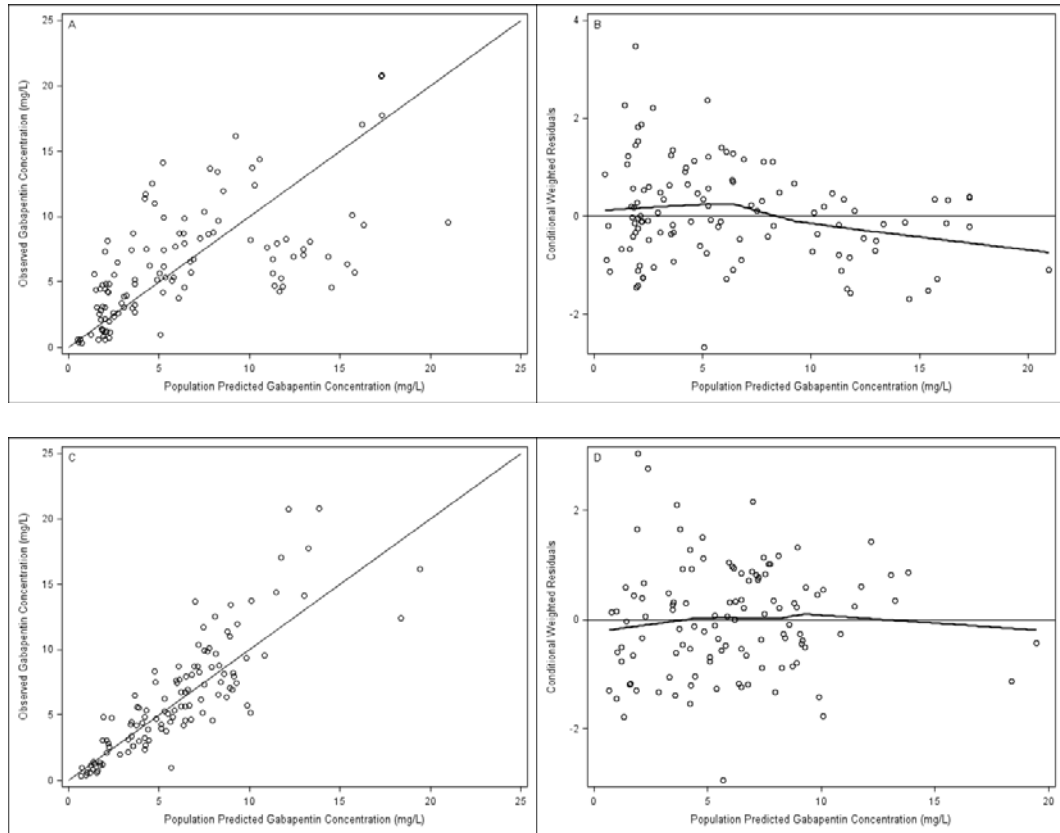 A
25
20
15
10
5
0
Observed Gabapentin Concentration (mg/L)
0 5 10 15 20 25
Population Predicted Gabapentin Concentration (mg/L)
B
4
2
0
-2
Conditional Weighted Residuals
0 5 10 15 20
Population Predicted Gabapentin Concentration (mg/L)
C
25
20
15
10
5
0
Observed Gabapentin Concentration (mg/L)
0 5 10 15 20 25
Population Predicted Gabapentin Concentration (mg/L)
D
2
0
-2
Conditional Weighted Residuals
0 5 10 15 20
Population Predicted Gabapentin Concentration (mg/L)